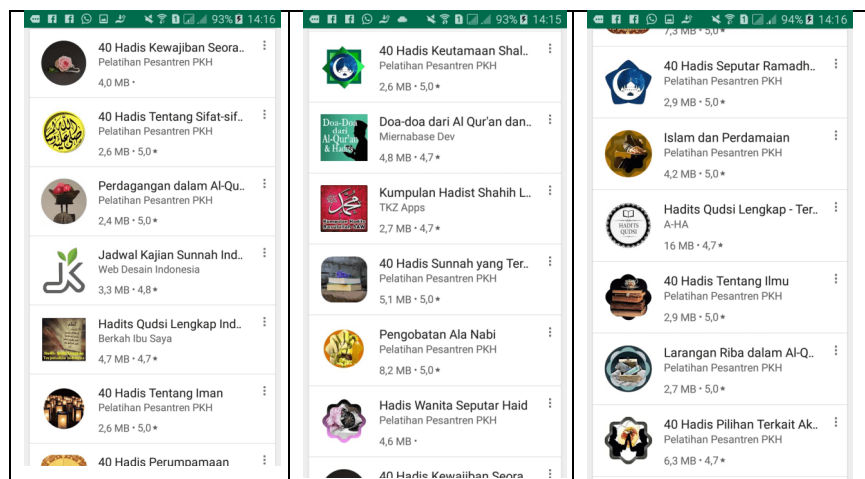 93% 14:16
40 Hadis Kewajiban Seora..
Pelatihan Pesantren PKH
4,0 MB •
40 Hadis Tentang Sifat-sif..
Pelatihan Pesantren PKH
2,6 MB • 5,0★
Perdagangan dalam Al-Qu..
Pelatihan Pesantren PKH
2,4 MB • 5,0★
Jadwal Kajian Sunnah Ind..
Web Desain Indonesia
3,3 MB • 4,8★
Hadits Qudsi Lengkap Ind..
Berkah Ibu Saya
4,7 MB • 4,7★
40 Hadis Tentang Iman
Pelatihan Pesantren PKH
2,6 MB • 5,0★
40 Hadis Perumpamaan
93% 14:15
40 Hadis Keutamaan Shal..
Pelatihan Pesantren PKH
2,6 MB • 5,0★
Doa-Doa
dari
Al-Qur'an
& Hadits
Doa-doa dari Al Qur'an dan..
Miernabase Dev
4,8 MB • 4,7★
Kumpulan Hadist Shahih L..
TKZ Apps
2,7 MB • 4,7★
40 Hadis Sunnah yang Ter..
Pelatihan Pesantren PKH
5,1 MB • 5,0★
Pengobatan Ala Nabi
Pelatihan Pesantren PKH
8,2 MB • 5,0★
Hadis Wanita Seputar Haid
Pelatihan Pesantren PKH
4,6 MB •
40 Hadis Kewajiban Seora
94% 14:16
7,3 MB • 5,0★
40 Hadis Seputar Ramadh..
Pelatihan Pesantren PKH
2,9 MB • 5,0★
Islam dan Perdamaian
Pelatihan Pesantren PKH
4,2 MB • 5,0★
HADITS
QUDSI
Hadits Qudsi Lengkap - Ter..
A-HA
16 MB • 4,7★
40 Hadis Tentang Ilmu
Pelatihan Pesantren PKH
2,9 MB • 5,0★
Larangan Riba dalam Al-Q..
Pelatihan Pesantren PKH
2,7 MB • 5,0★
40 Hadis Pilihan Terkait Ak..
Pelatihan Pesantren PKH
6,3 MB • 4,7★